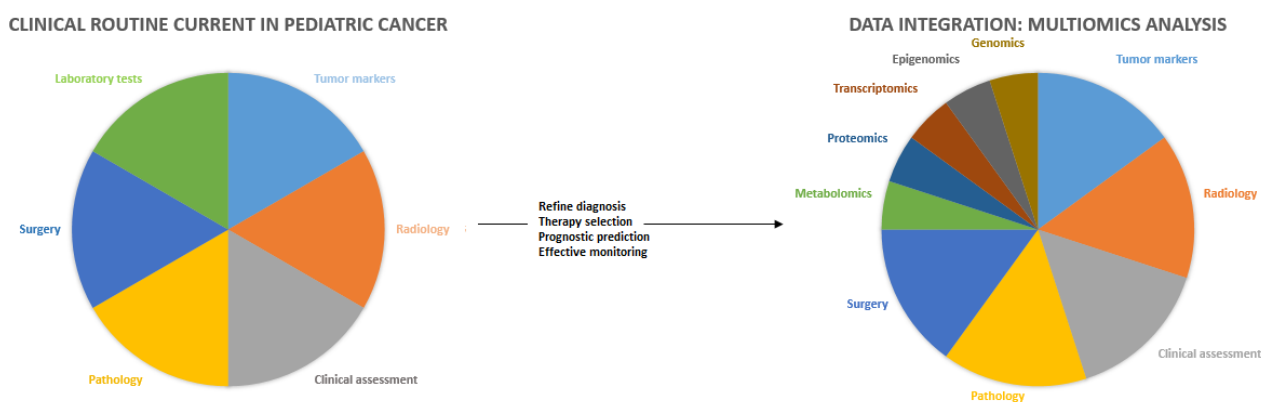 CLINICAL ROUTINE CURRENT IN PEDIATRIC CANCER
Laboratory tests
Tumor markers
Surgery
Radiology
Pathology
Clinical assessment
Refine diagnosis
Therapy selection
Prognostic prediction
Effective monitoring
DATA INTEGRATION: MULTIOMICS ANALYSIS
Genomics
Epigenomics
Tumor markers
Transcriptomics
Proteomics
Metabolomics
Radiology
Surgery
Clinical assessment
Pathology